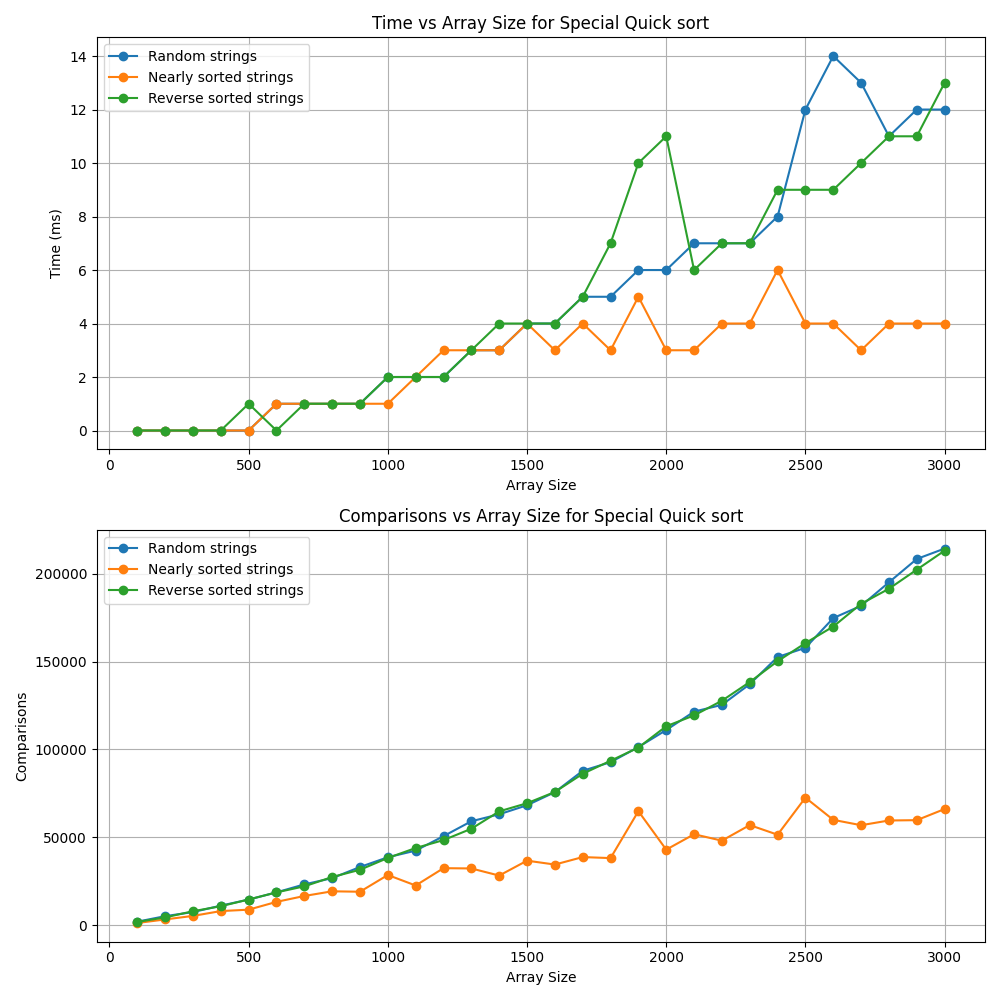 Time vs Array Size for Special Quick sort
Random strings
Nearly sorted strings
Reverse sorted strings
Time (ms)
14
12
10
8
6
4
2
0
0 500 1000 1500 2000 2500 3000
Array Size
Comparisons vs Array Size for Special Quick sort
Random strings
Nearly sorted strings
Reverse sorted strings
Comparisons
200000
150000
100000
50000
0
0 500 1000 1500 2000 2500 3000
Array Size